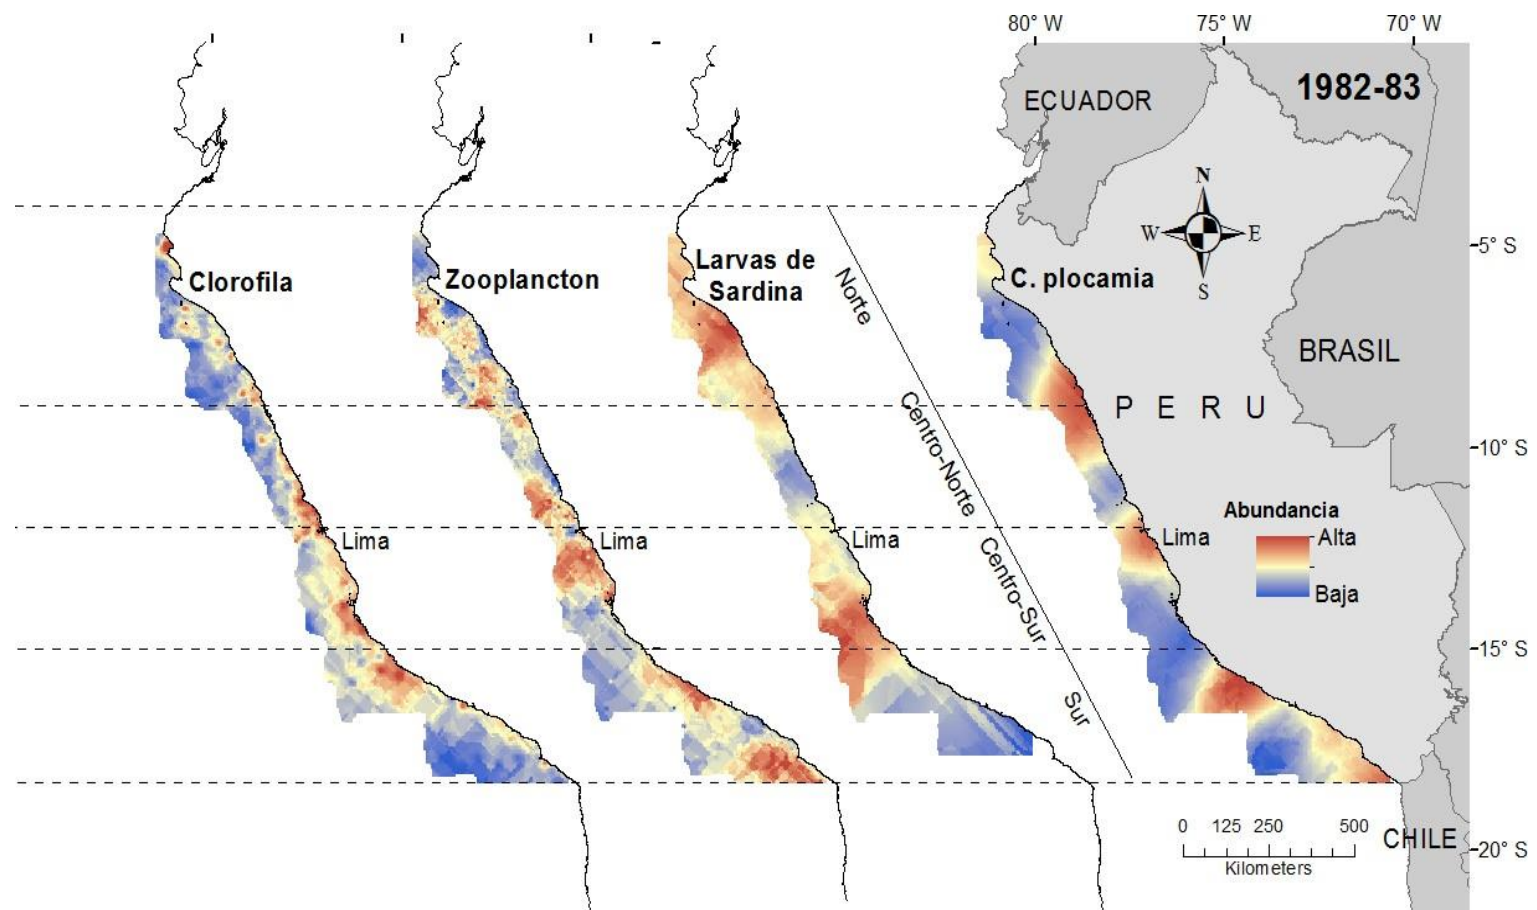 80° W 75° W 70° W
ECUADOR
1982-83
N
W E
S
5° S
Clorofila
Zooplancton
Larvas de
Sardina
C. plocamia
Norte
BRASIL
P E R U
Centro-Norte
10° S
Abundancia
Alta
Baja
Lima
Lima
Lima
Lima
Centro-Sur
15° S
Sur
0 125 250 500
Kilometers
CHILE
20° S